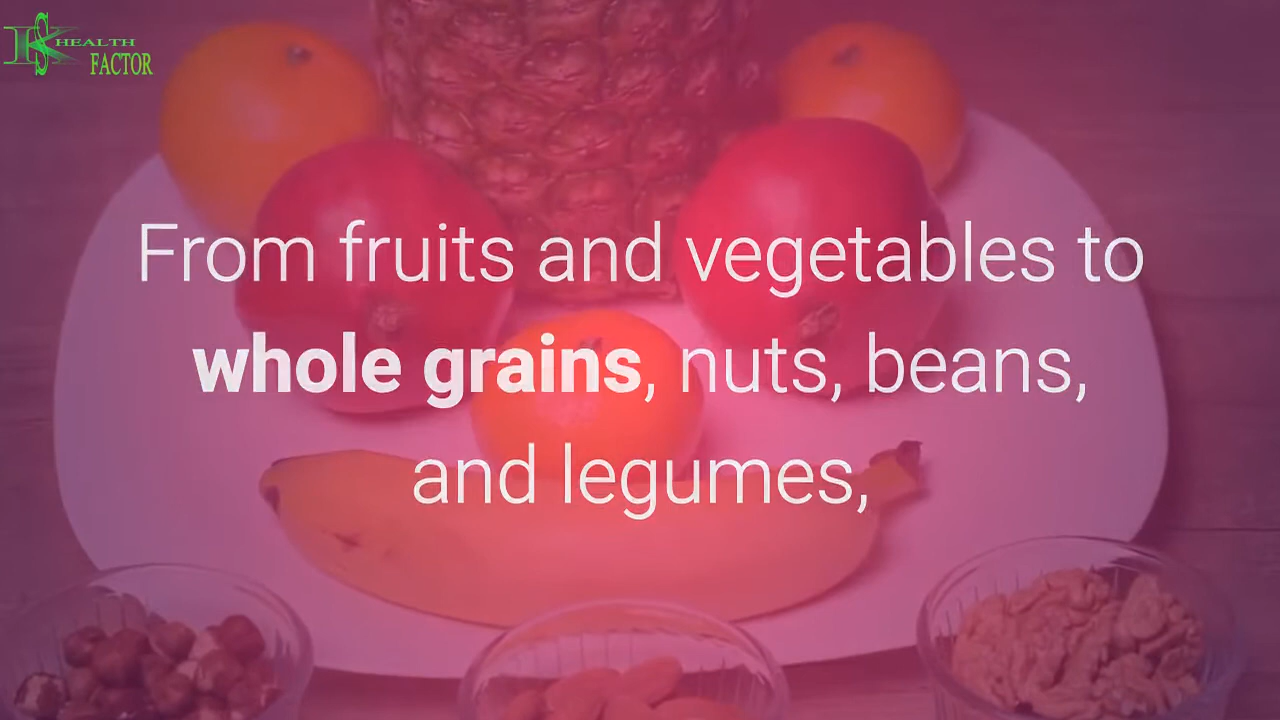 HEALTH
FACTOR
From fruits and vegetables to
whole grains, nuts, beans,
and legumes,